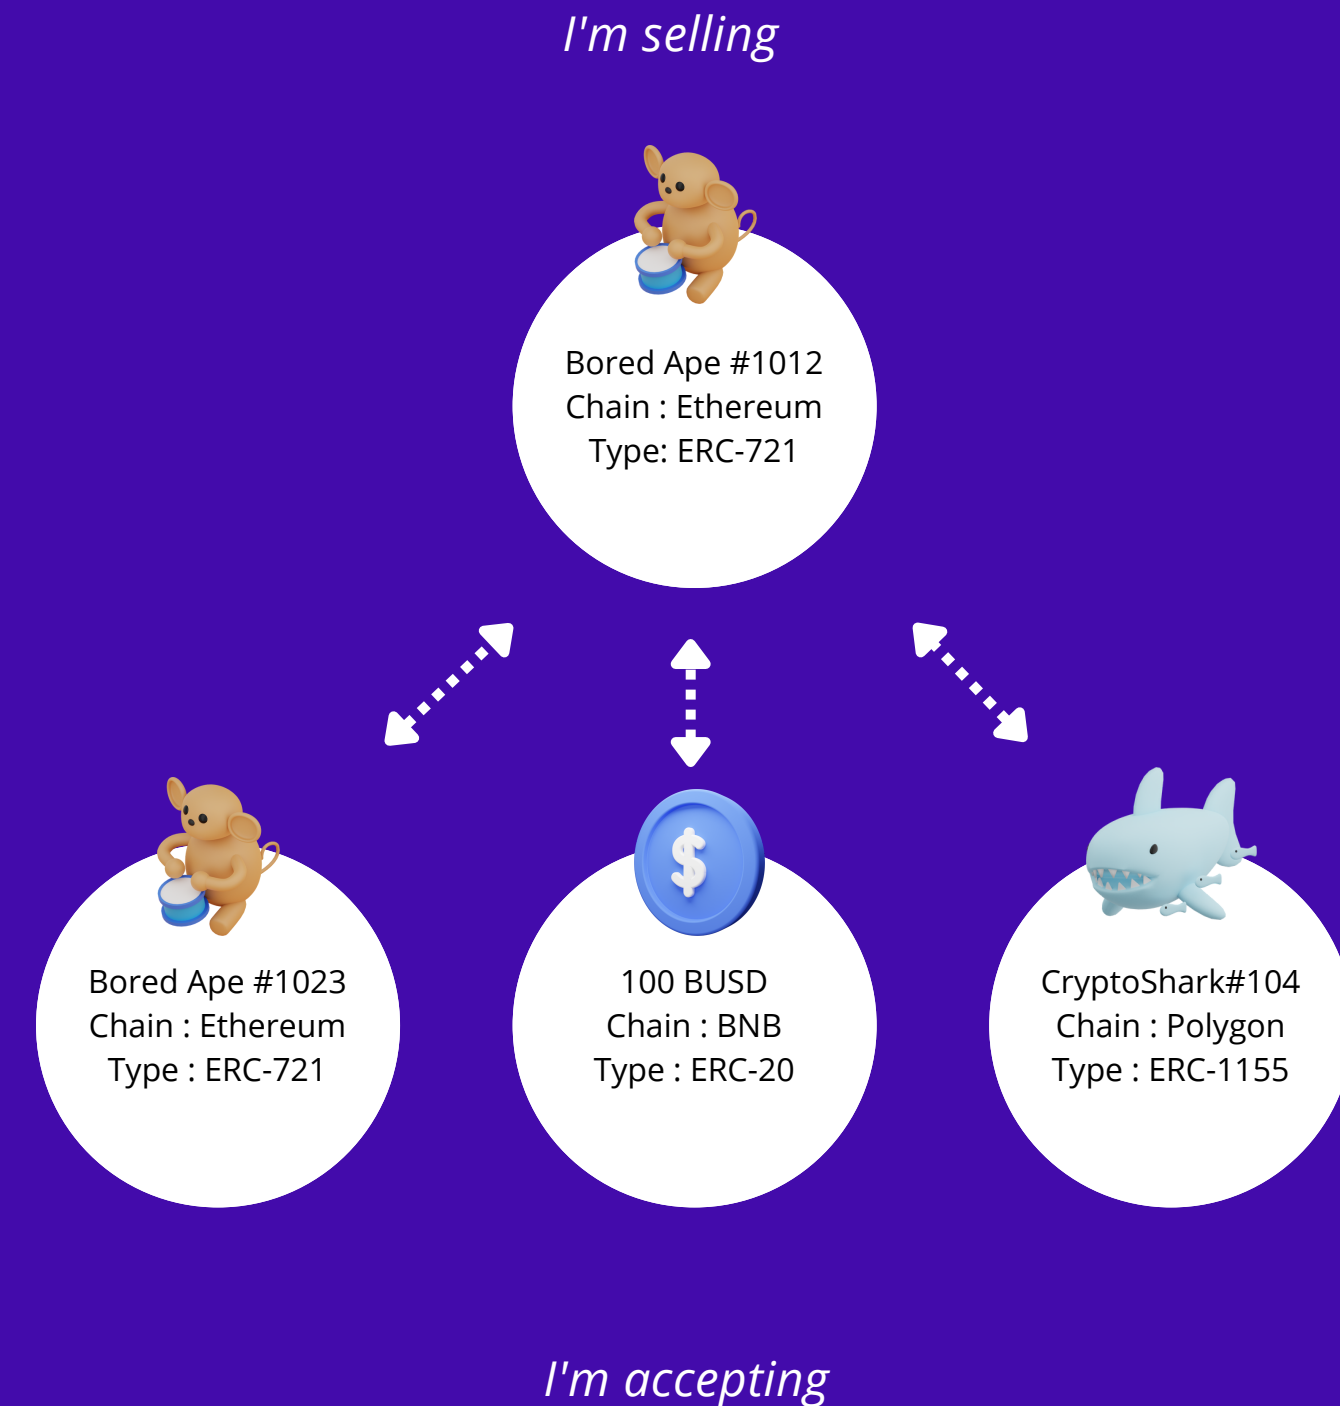 I'm selling
Bored Ape #1012
Chain : Ethereum
Type: ERC-721
Bored Ape #1023
Chain : Ethereum
Type : ERC-721
$
100 BUSD
Chain : BNB
Type : ERC-20
CryptoShark#104
Chain : Polygon
Type : ERC-1155
I'm accepting